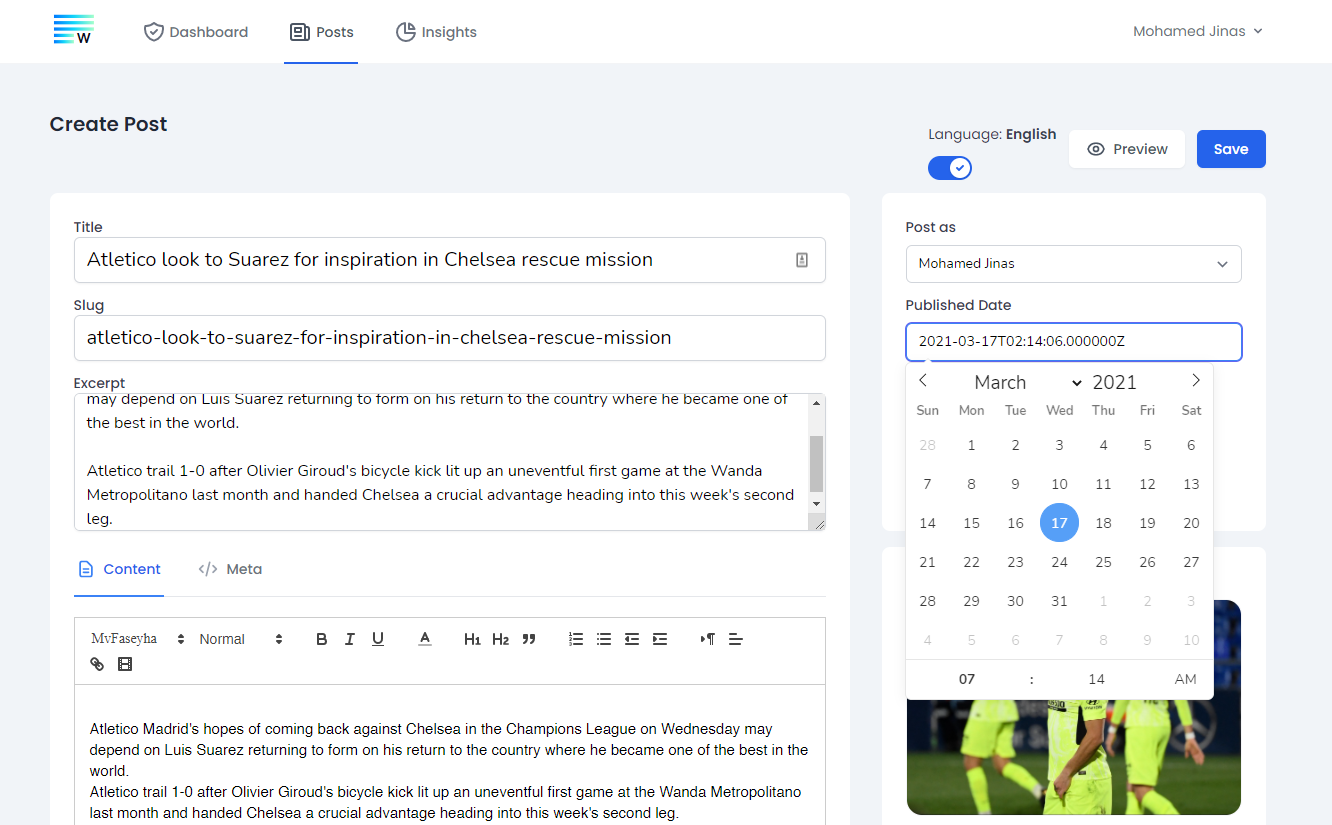 W
Dashboard
Posts
Insights
Mohamed Jinas
Create Post
Language: English
Preview
Save
Title
Atletico look to Suarez for inspiration in Chelsea rescue mission
Slug
atletico-look-to-suarez-for-inspiration-in-chelsea-rescue-mission
Excerpt
may depend on Luis Suarez returning to form on his return to the country where he became one of
the best in the world.
Atletico trail 1-0 after Olivier Giroud's bicycle kick lit up an uneventful first game at the Wanda
Metropolitano last month and handed Chelsea a crucial advantage heading into this week's second
leg.
Content
Meta
MvFaseyha
Normal
B I U A H1 H2
Atletico Madrid's hopes of coming back against Chelsea in the Champions League on Wednesday may
depend on Luis Suarez returning to form on his return to the country where he became one of the best in the
world.
Atletico trail 1-0 after Olivier Giroud's bicycle kick lit up an uneventful first game at the Wanda Metropolitano
last month and handed Chelsea a crucial advantage heading into this week's second leg.
Post as
Mohamed Jinas
Published Date
2021-03-17T02:14:06.000000Z
March 2021
Sun Mon Tue Wed Thu Fri Sat
28 1 2 3 4 5 6
7 8 9 10 11 12 13
14 15 16 17 18 19 20
21 22 23 24 25 26 27
28 29 30 31 1 2 3
4 5 6 7 8 9 10
07 : 14 AM